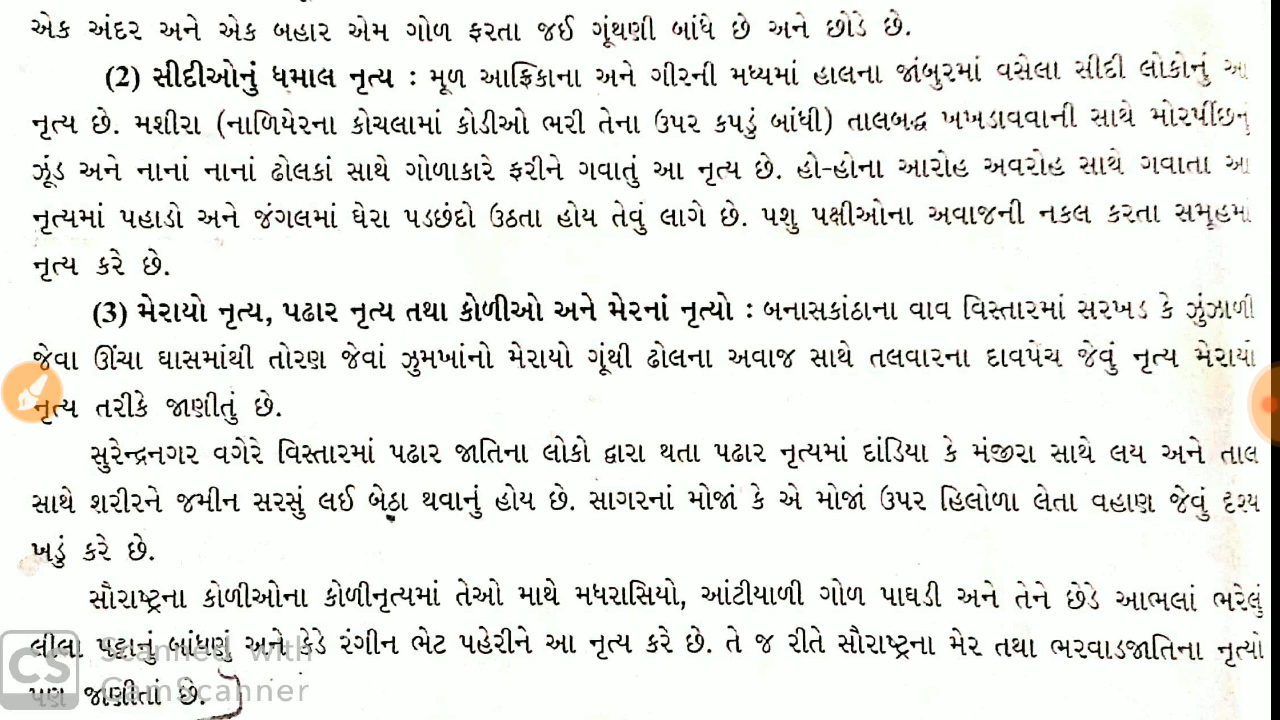 એક અંદર અને એક બહાર એમ ગોળ ફરતા જઈ ગૂંથણી બાંધે છે અને છોડે છે.
(2) સીદીઓનું ધમાલ નૃત્ય : મૂળ આફ્રિકાના અને ગીરની મધ્યમાં હાલના જાંબુરમાં વસેલા સીદી લોકોનું આ
નૃત્ય છે. મશીરા (નાળિયેરના કોચલામાં કોડીઓ ભરી તેના ઉપર કપડું બાંધી) તાલબદ્ધ ખખડાવવાની સાથે મોરપીંછનું
ઝૂંડ અને નાનાં નાનાં ઢોલકાં સાથે ગોળાકારે ફરીને ગવાતું આ નૃત્ય છે. હો-હોના આરોહ અવરોહ સાથે ગવાતા આ
નૃત્યમાં પહાડો અને જંગલમાં ઘેરા પડછંદો ઉઠતા હોય તેવું લાગે છે. પશુ પક્ષીઓના અવાજની નકલ કરતા સમૂહમાં
નૃત્ય કરે છે.
(3) મેરાયો નૃત્ય, પઢાર નૃત્ય તથા કોળીઓ અને મેરનાં નૃત્યો : બનાસકાંઠાના વાવ વિસ્તારમાં સરખડ કે ઝુંઝાળી
જેવા ઊંચા ઘાસમાંથી તોરણ જેવાં ઝુમખાંનો મેરાયો ગૂંથી ઢોલના અવાજ સાથે તલવારના દાવપેચ જેવું નૃત્ય મેરાયો
નૃત્ય તરીકે જાણીતું છે.
સુરેન્દ્રનગર વગેરે વિસ્તારમાં પઢાર જાતિના લોકો દ્વારા થતા પઢાર નૃત્યમાં દાંડિયા કે મંજીરા સાથે લય અને તાલ
સાથે શરીરને જમીન સરસું લઈ બેઠા થવાનું હોય છે. સાગરનાં મોજાં કે એ મોજાં ઉપર હિલોળા લેતા વહાણ જેવું દૃશ્ય
ખડું કરે છે.
સૌરાષ્ટ્રના કોળીઓના કોળીનૃત્યમાં તેઓ માથે મધરાસિયો, આંટીયાળી ગોળ પાઘડી અને તેને છેડે આભલાં ભરેલું
લીલા પટ્ટાનું બાંધણું અને કેડે રંગીન ભેટ પહેરીને આ નૃત્ય કરે છે. તે જ રીતે સૌરાષ્ટ્રના મેર તથા ભરવાડજાતિના નૃત્યો
પણ જાણીતાં છે.
CS Scanned with
CamScanner